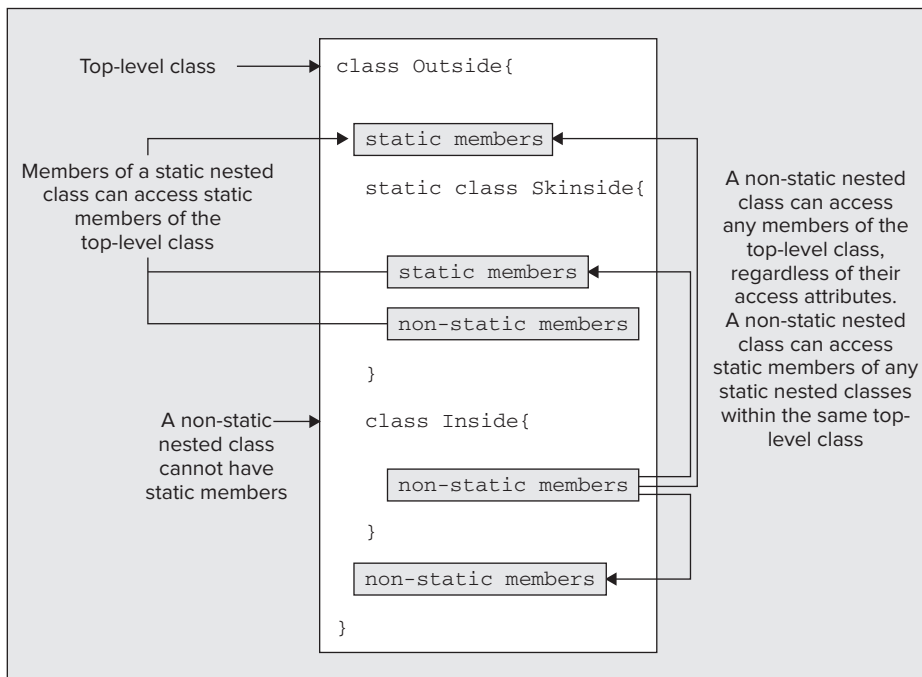 Top-level class
class Outside{
static members
Members of a static nested
class can access static
members of the
top-level class
static class Skinside{
static members
non-static members
}
A non-static
nested class
cannot have
static members
class Inside{
non-static members
}
non-static members
}
A non-static nested
class can access
any members of the
top-level class,
regardless of their
access attributes.
A non-static nested
class can access
static members of any
static nested classes
within the same top-
level class